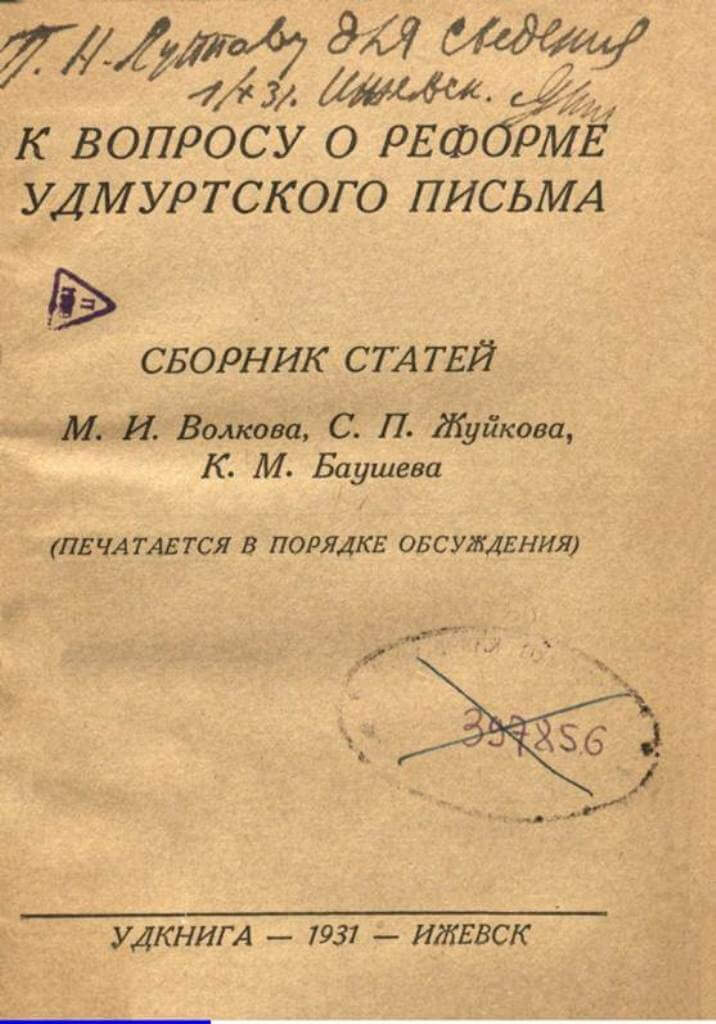 П. Н. Луппову для сведения
1/X 31. Ижевск.
К ВОПРОСУ О РЕФОРМЕ
УДМУРТСКОГО ПИСЬМА
СБОРНИК СТАТЕЙ
М. И. Волкова, С. П. Жуйкова,
К. М. Баушева
(ПЕЧАТАЕТСЯ В ПОРЯДКЕ ОБСУЖДЕНИЯ)
397856
УДКНИГА — 1931 — ИЖЕВСК